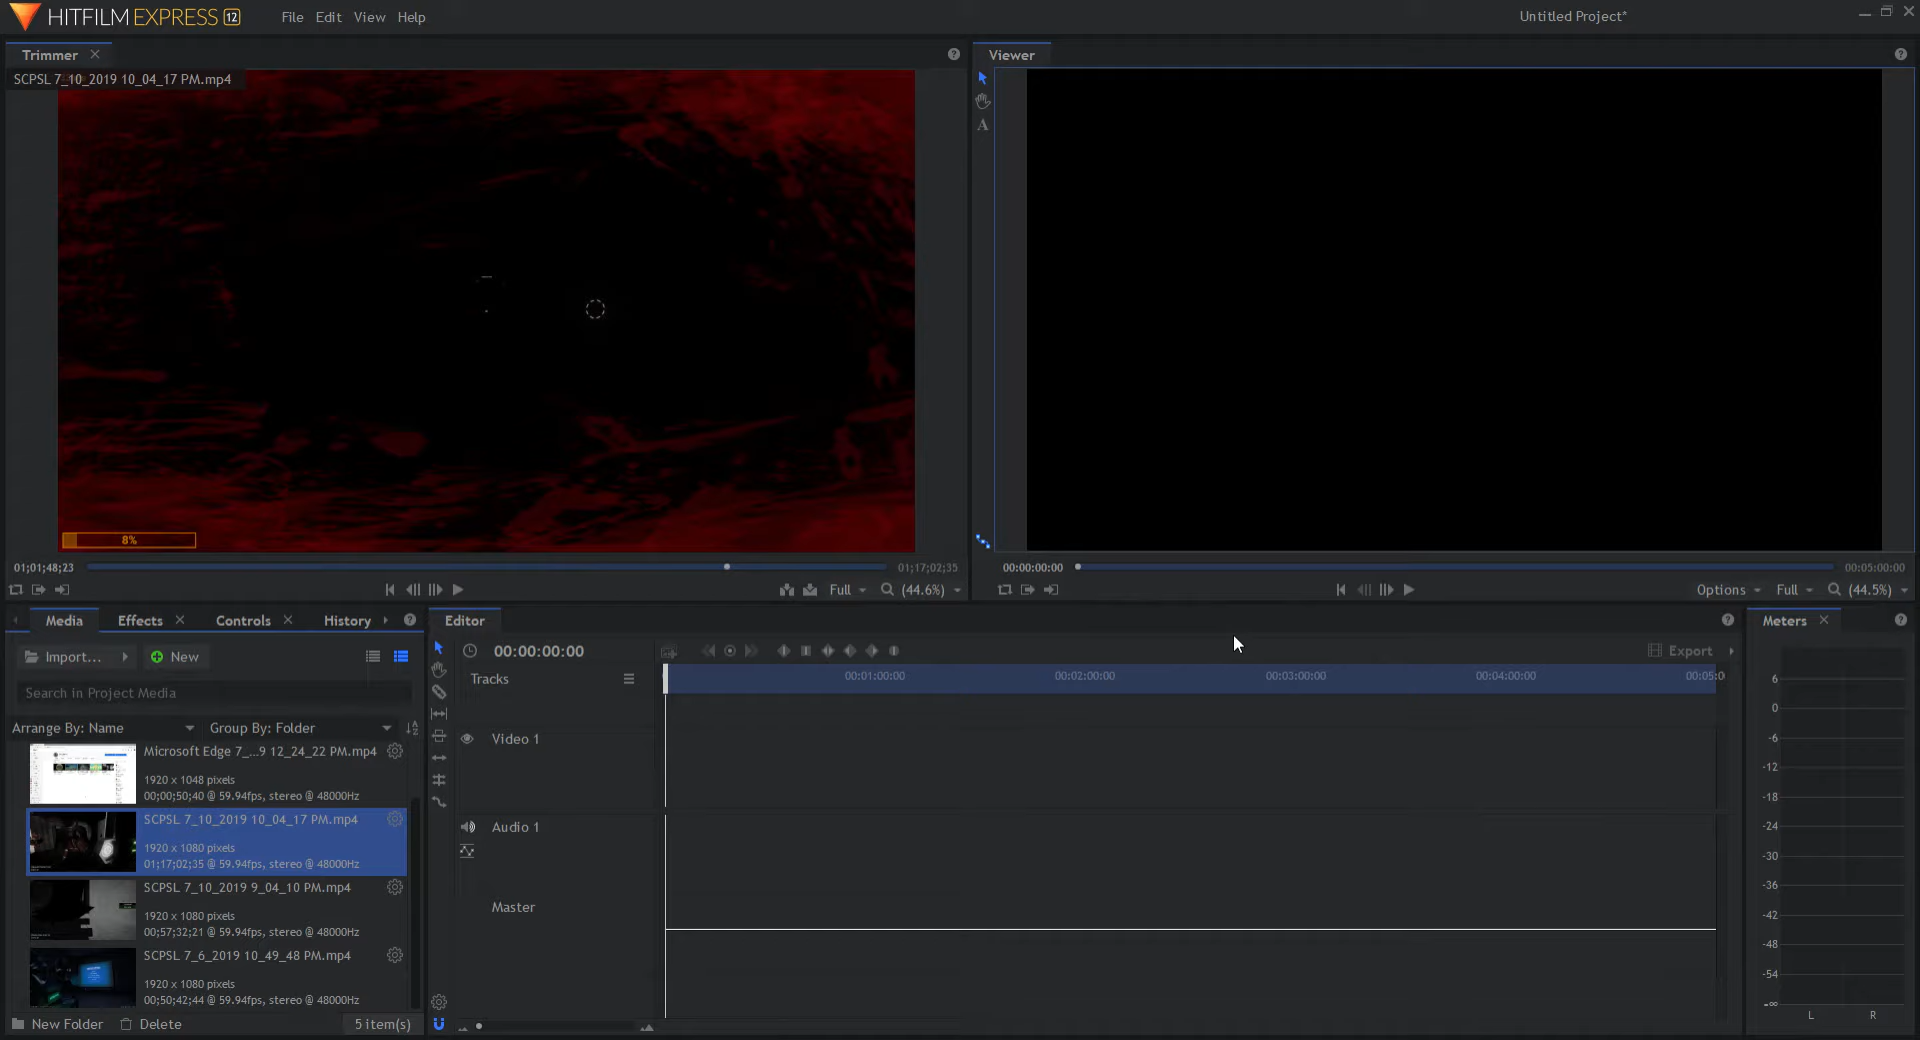 HITFILM EXPRESS 12 File Edit View Help Untitled Project*
Trimmer
SCPSL 7_10_2019 10_04_17 PM.mp4
8%
01;01;48;23 01;17;02;35
Full (44.6%)
Viewer
A
00:00:00:00 00:05:00:00
Options Full (44.5%)
Media Effects Controls History
Import... New
Search in Project Media
Arrange By: Name Group By: Folder
Microsoft Edge 7_...9 12_24_22 PM.mp4
1920 x 1048 pixels
00;00;50;40 @ 59.94fps, stereo @ 48000Hz
SCPSL 7_10_2019 10_04_17 PM.mp4
1920 x 1080 pixels
01;17;02;35 @ 59.94fps, stereo @ 48000Hz
SCPSL 7_10_2019 9_04_10 PM.mp4
1920 x 1080 pixels
00;57;32;21 @ 59.94fps, stereo @ 48000Hz
SCPSL 7_6_2019 10_49_48 PM.mp4
1920 x 1080 pixels
00;50;42;44 @ 59.94fps, stereo @ 48000Hz
New Folder Delete 5 item(s)
Editor
00:00:00:00 Export
Tracks 00:01:00:00 00:02:00:00 00:03:00:00 00:04:00:00 00:05:0
Video 1
Audio 1
Master
Meters
6
0
-6
-12
-18
-24
-30
-36
-42
-48
-54
-∞
L R